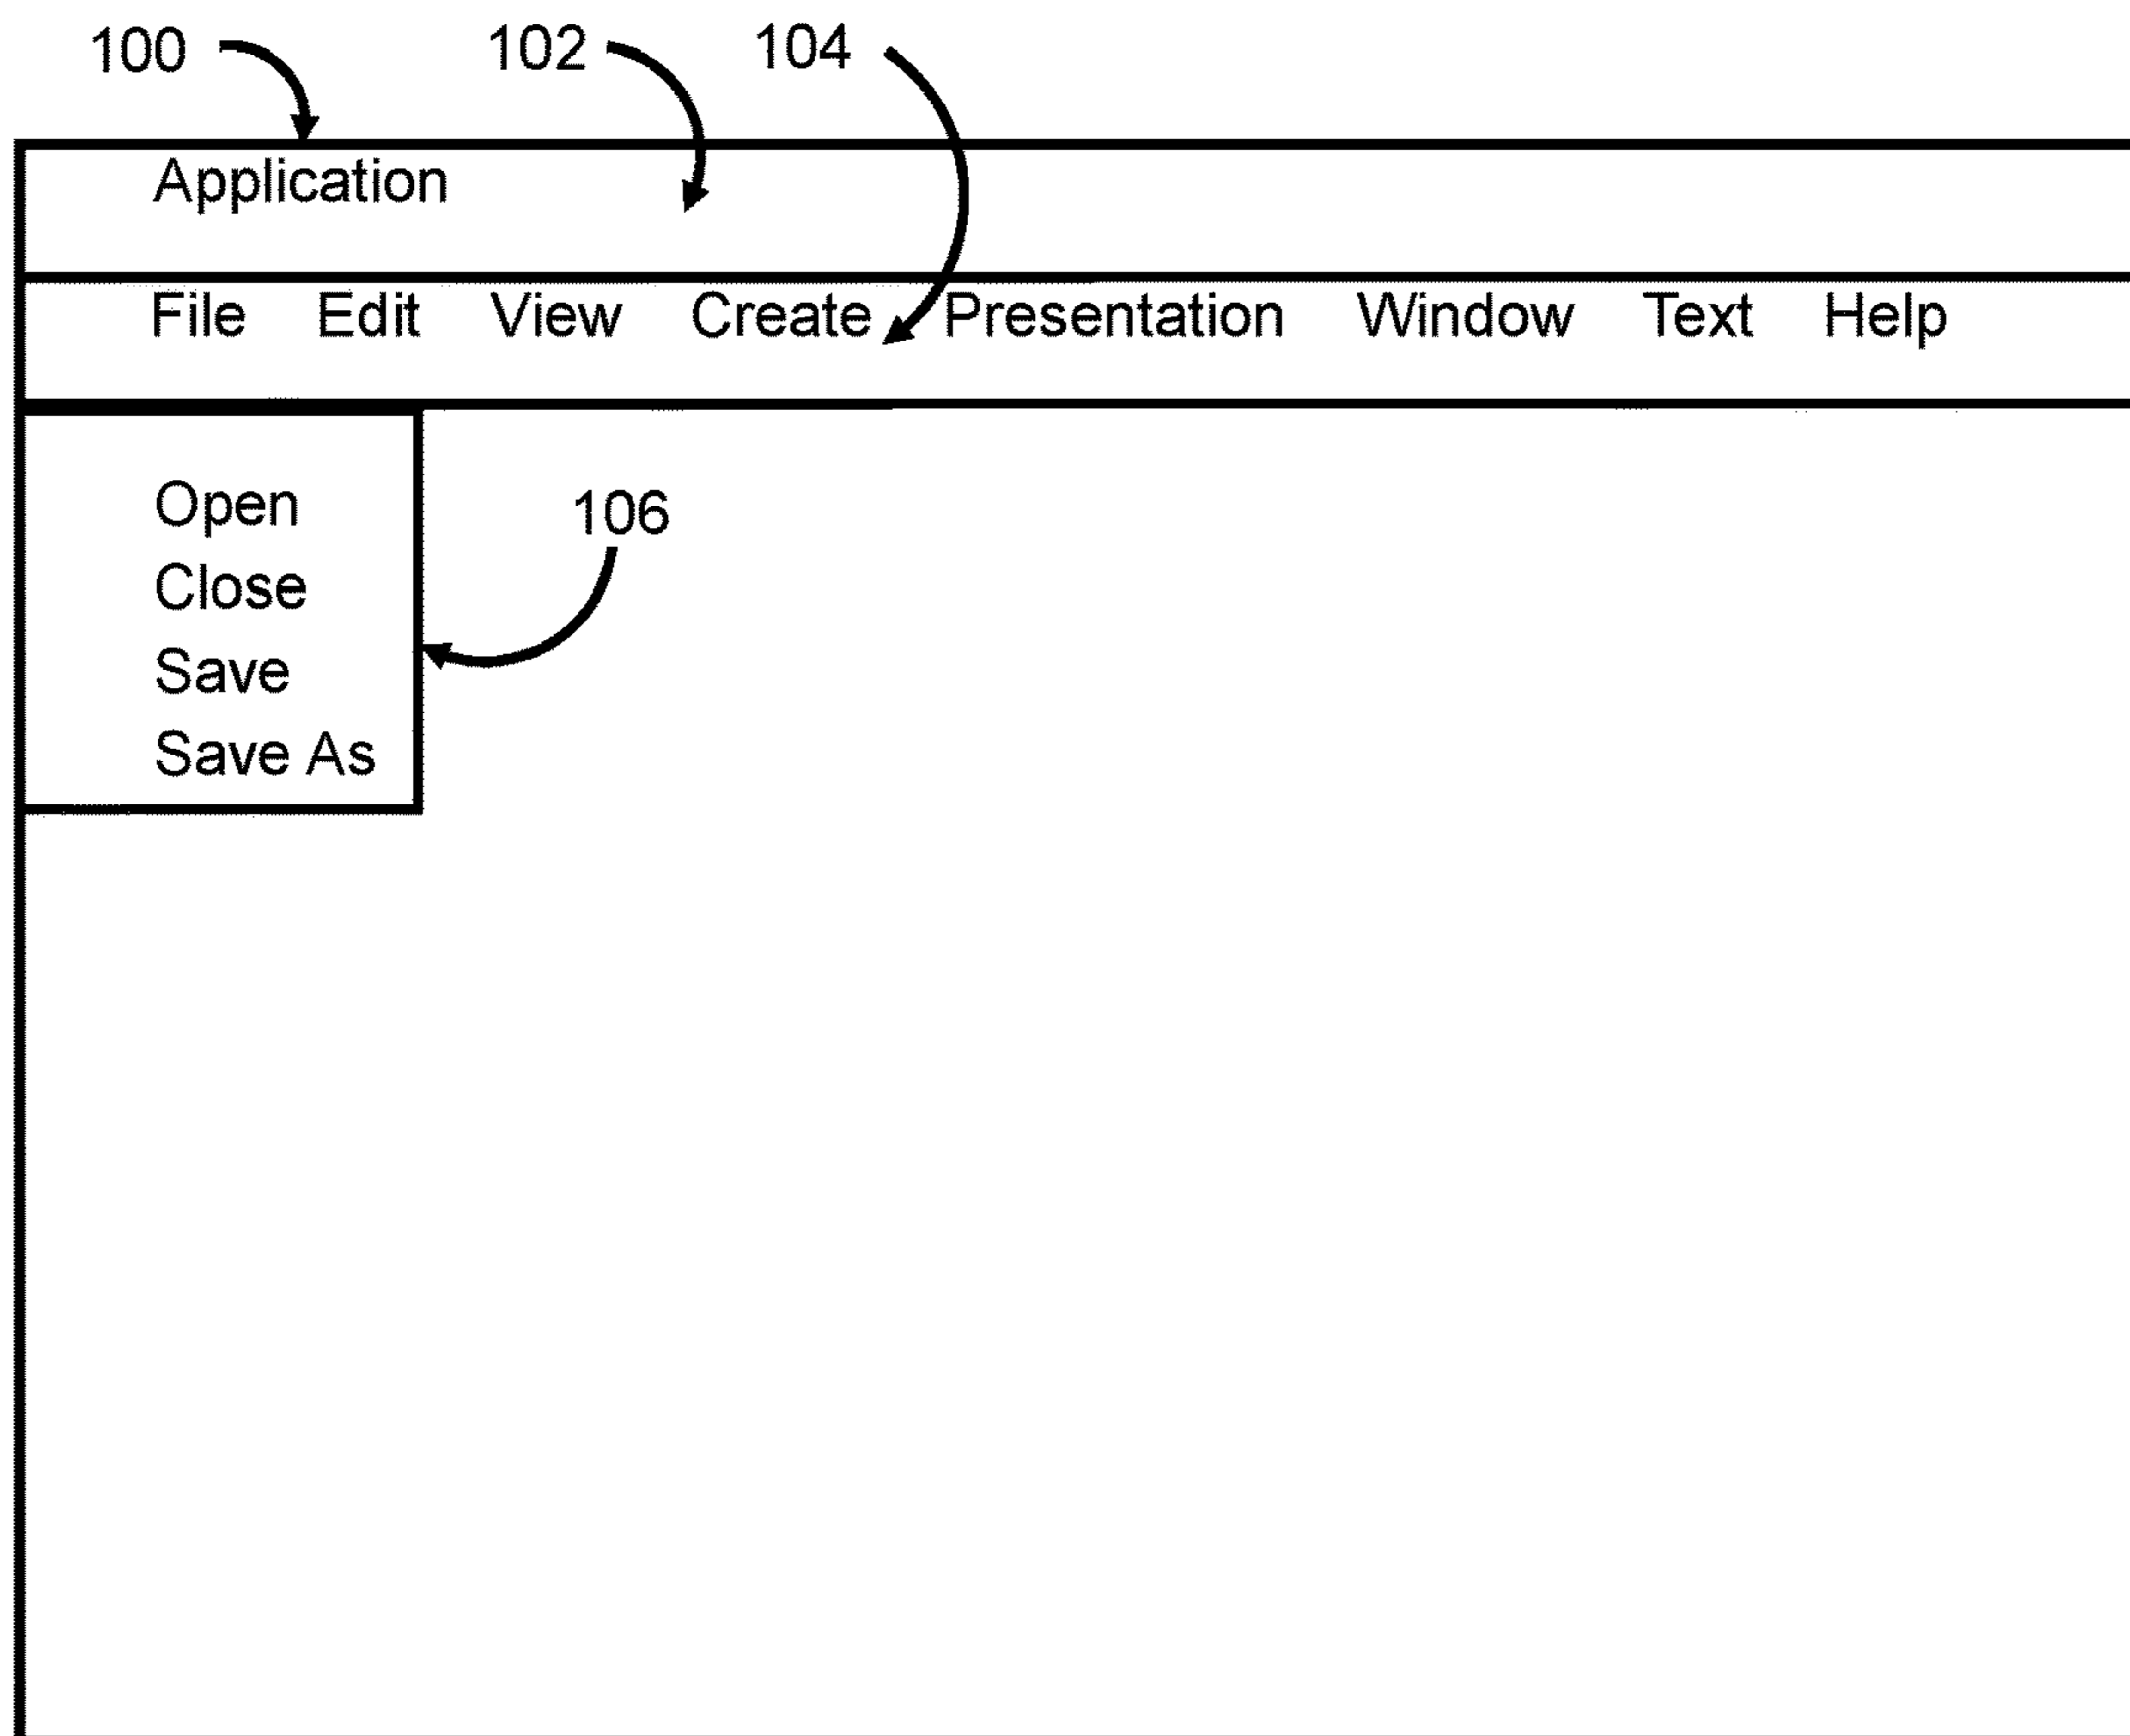 100 102 104
Application
File Edit View Create Presentation Window Text Help
Open
106
Close
Save
Save As